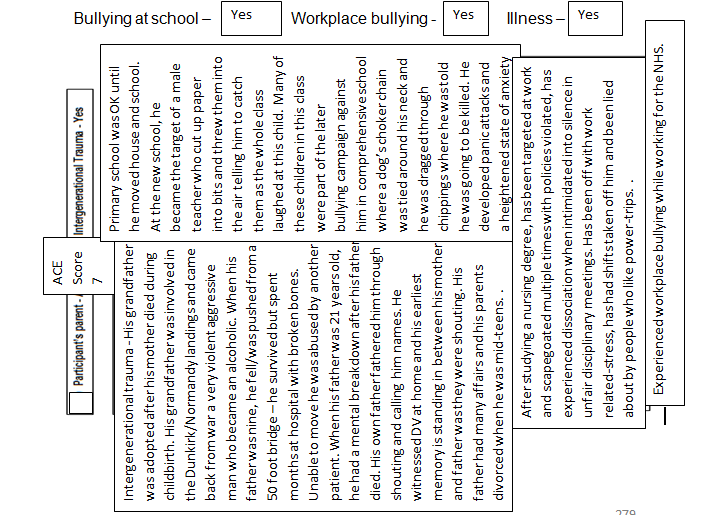 Bullying at school – Yes Workplace bullying - Yes Illness – Yes
Participant's parent - Intergenerational Trauma - Yes
ACE
Score
7
Primary school was OK until
he moved house and school.
At the new school, he
became the target of a male
teacher who cut up paper
into bits and threw them into
the air telling him to catch
them as the whole class
laughed at this child. Many of
these children in this class
were part of the later
bullying campaign against
him in comprehensive school
where a dog' s choker chain
was tied around his neck and
he was dragged through
chippings where he was told
he was going to be killed. He
developed panic attacks and
a heightened state of anxiety
Intergenerational trauma - His grandfather
was adopted after his mother died during
childbirth. His grandfather was involved in
the Dunkirk/Normandy landings and came
back from war a very violent aggressive
man who became an alcoholic. When his
father was nine, he fell/was pushed from a
50 foot bridge – he survived but spent
months at hospital with broken bones.
Unable to move he was abused by another
patient. When his father was 21 years old,
he had a mental breakdown after his father
died. His own father fathered him through
shouting and calling him names. He
witnessed DV at home and his earliest
memory is standing in between his mother
and father was they were shouting. His
father had many affairs and his parents
divorced when he was mid-teens. .
After studying a nursing degree, has been targeted at work
and scapegoated multiple times with policies violated, has
experienced dissociation when intimidated into silence in
unfair disciplinary meetings. Has been off with work
related-stress, has had shifts taken off him and been lied
about by people who like power-trips. .
Experienced workplace bullying while working for the NHS.
279